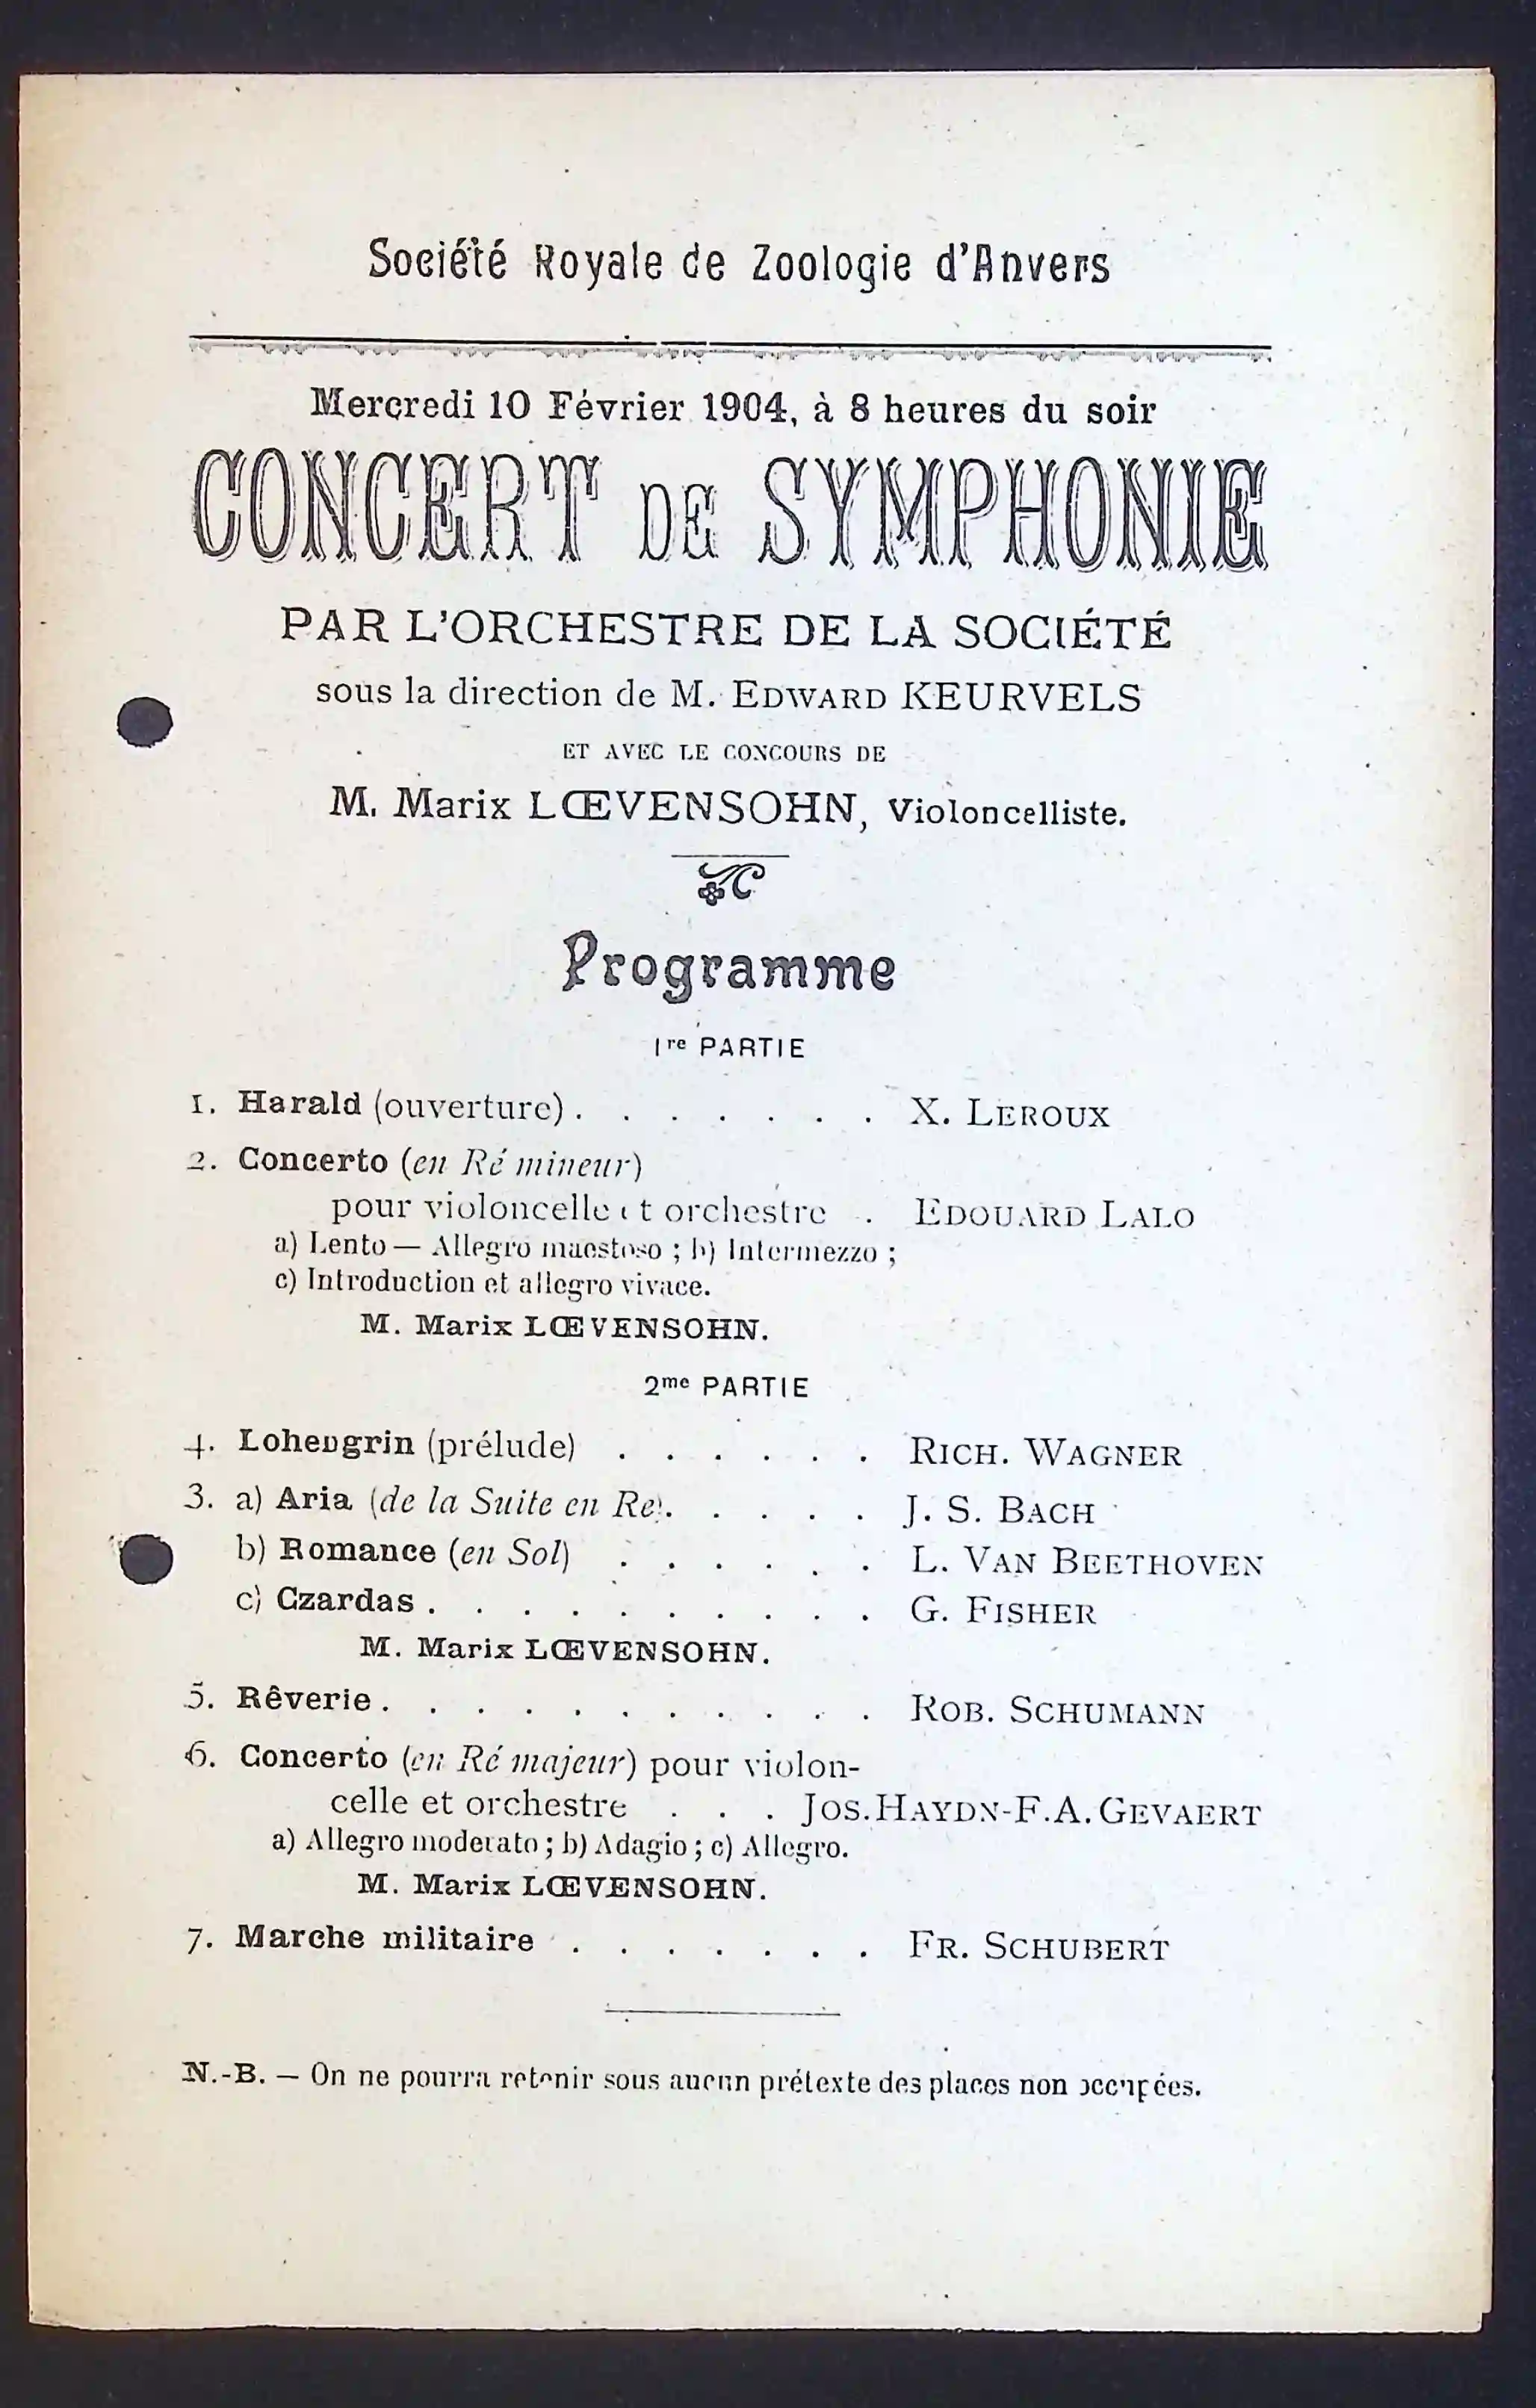 Société Royale de Zoologie d'Anvers
Mercredi 10 Février 1904, à 8 heures du soir
CONCERT DE SYMPHONIE
PAR L'ORCHESTRE DE LA SOCIÉTÉ
sous la direction de M. EDWARD KEURVELS
ET AVEC LE CONCOURS DE
M. Marix LŒVENSOHN, Violoncelliste.
Programme
1re PARTIE
1. Harald (ouverture) . . . . . . . X. LEROUX
2. Concerto (en Ré mineur)
pour violoncelle et orchestre . EDOUARD LALO
a) Lento — Allegro maestoso ; b) Intermezzo ;
c) Introduction et allegro vivace.
M. Marix LŒVENSOHN.
2me PARTIE
4. Lohengrin (prélude) . . . . . . RICH. WAGNER
3. a) Aria (de la Suite en Re). . . . . J. S. BACH
b) Romance (en Sol) . . . . . . L. VAN BEETHOVEN
c) Czardas . . . . . . . . . . G. FISHER
M. Marix LŒVENSOHN.
5. Rêverie . . . . . . . . . . . ROB. SCHUMANN
6. Concerto (en Ré majeur) pour violon-
celle et orchestre . . . JOS. HAYDN-F. A. GEVAERT
a) Allegro moderato ; b) Adagio ; c) Allegro.
M. Marix LŒVENSOHN.
7. Marche militaire . . . . . . . FR. SCHUBERT
N.-B. — On ne pourra retenir sous aucun prétexte des places non occupées.